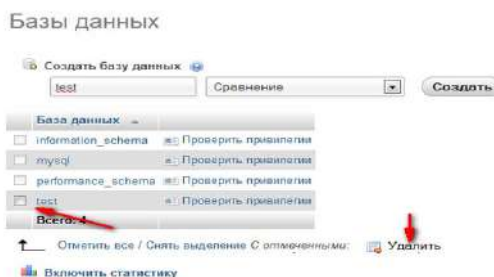 Базы данных
Создать базу данных
test Сравнение Создать
База данных
information_schema Проверить привилегии
mysql Проверить привилегии
performance_schema Проверить привилегии
test Проверить привилегии
Всего: 4
Отметить все / Снять выделение С отмеченными: Удалить
Включить статистику